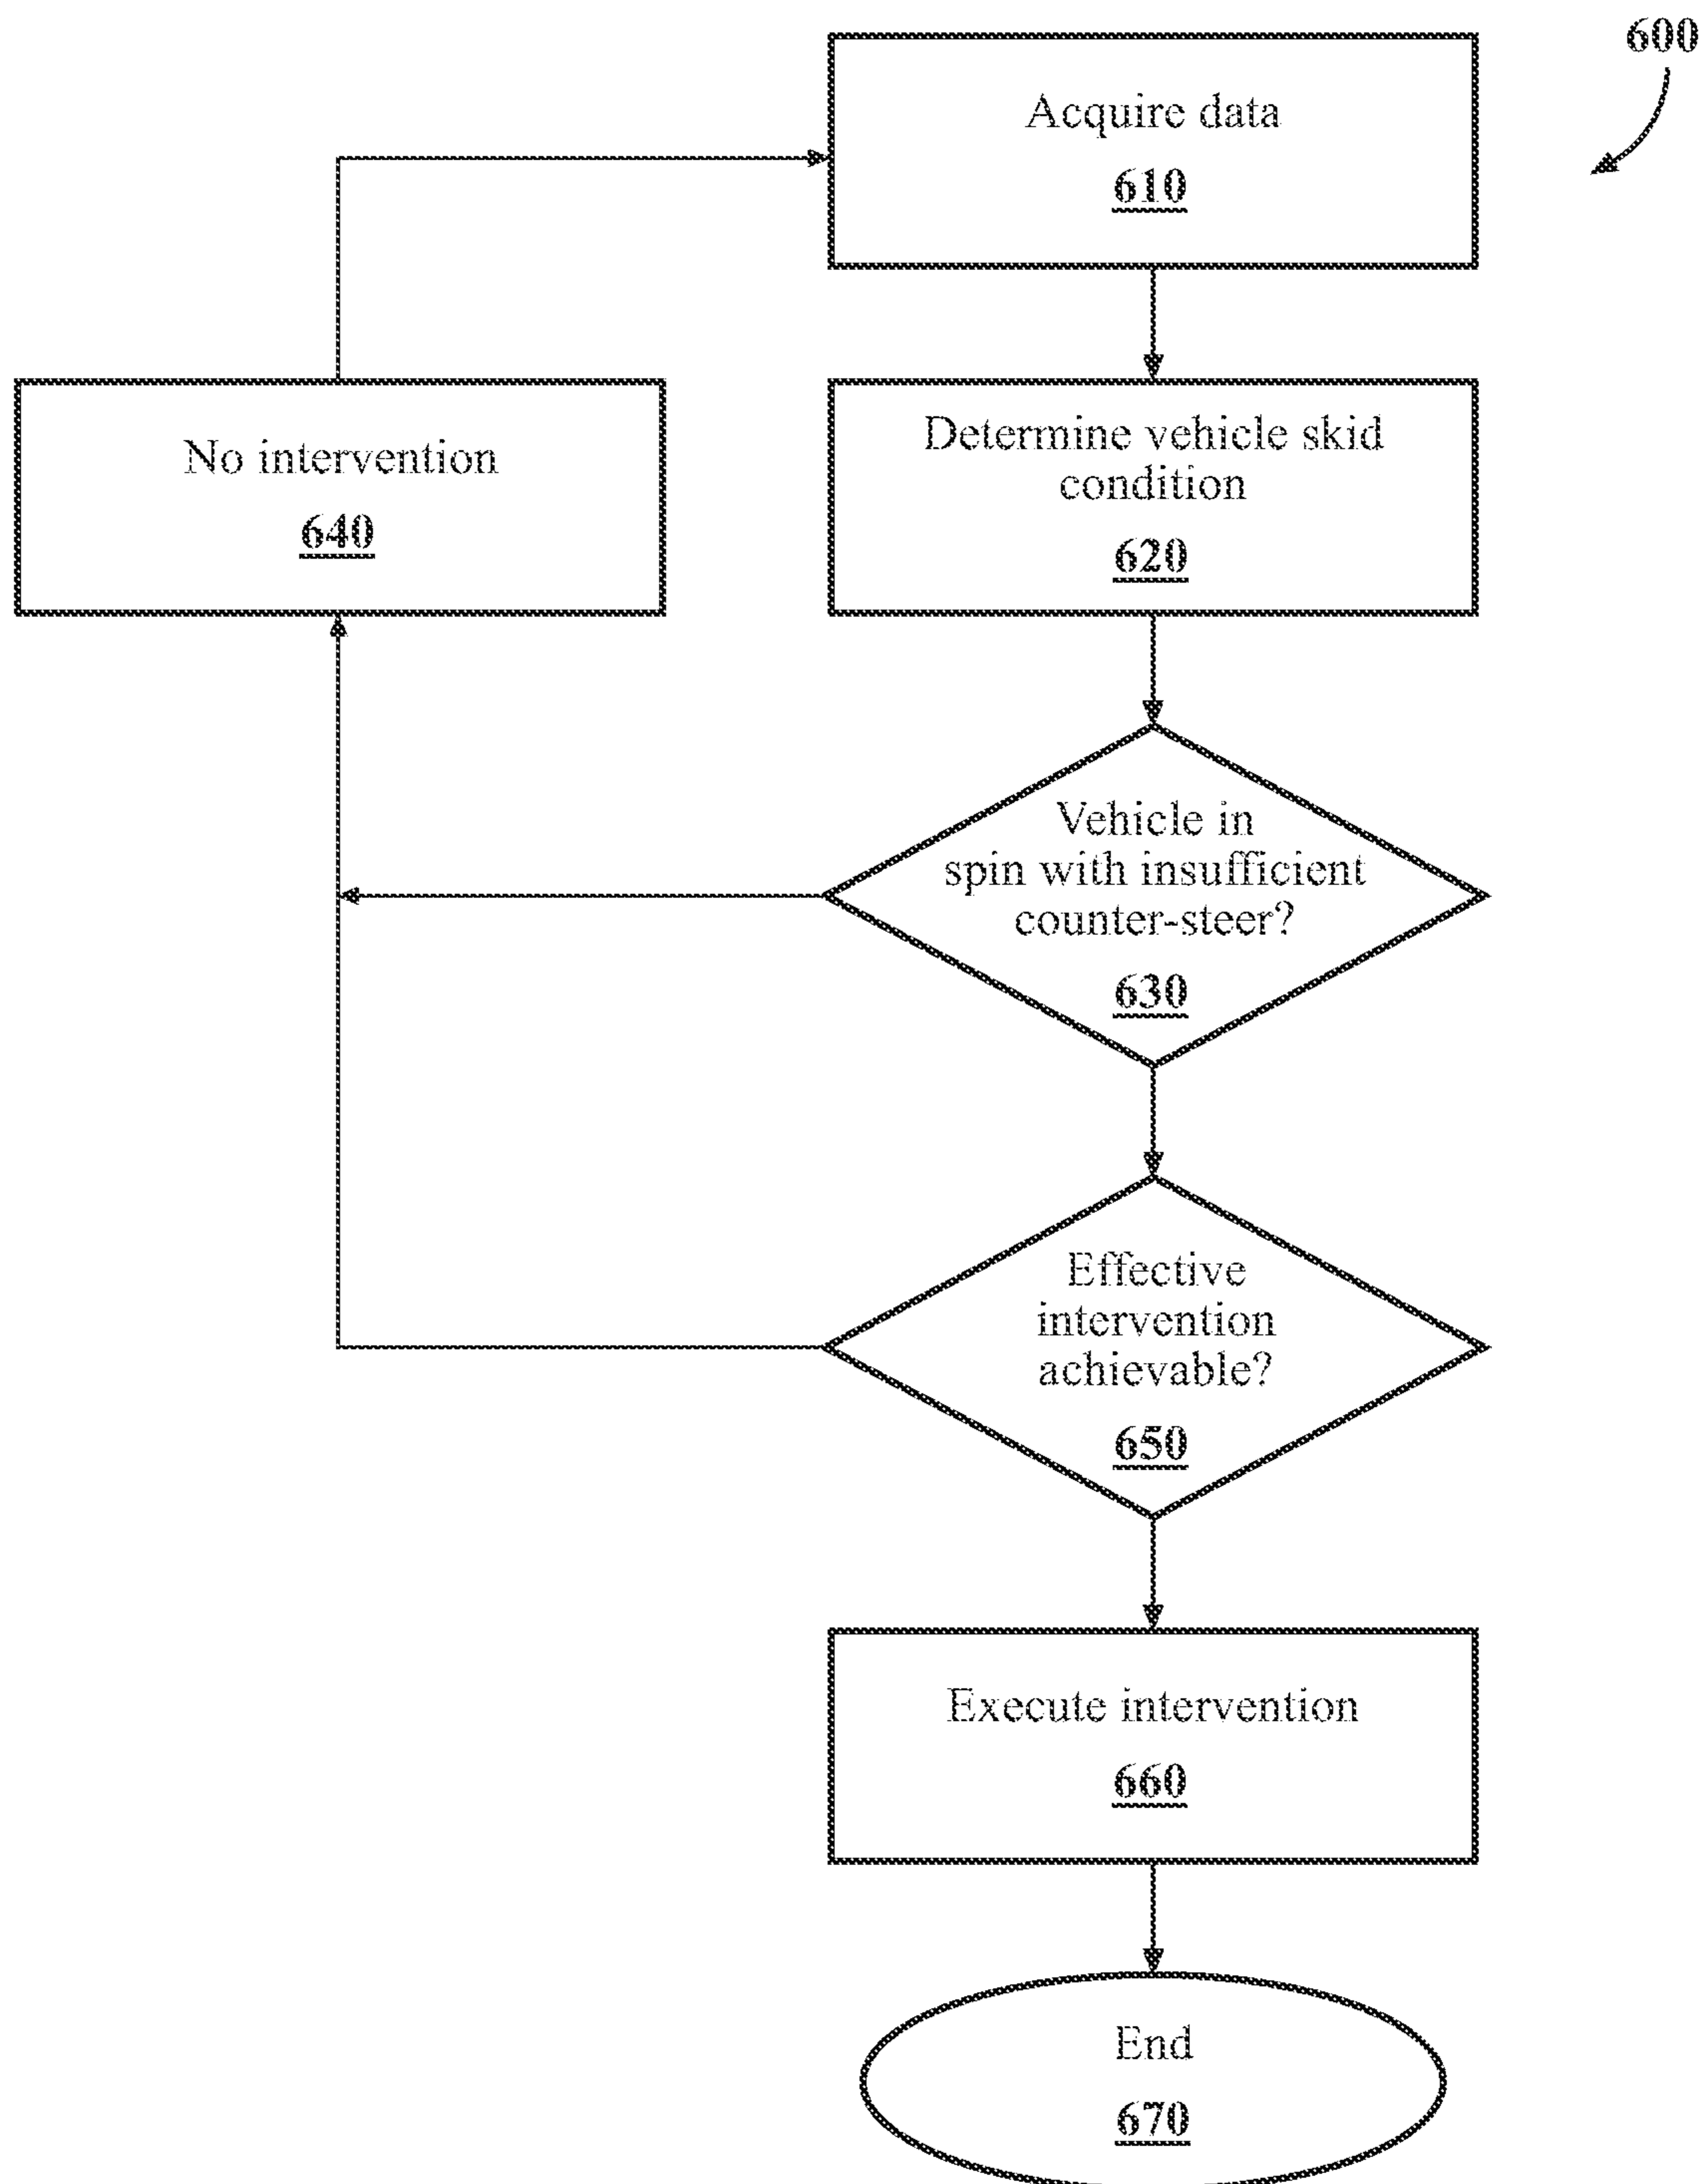 600
Acquire data
610
No intervention
640
Determine vehicle skid
condition
620
Vehicle in
spin with insufficient
counter-steer?
630
Effective
intervention
achievable?
650
Execute intervention
660
End
670